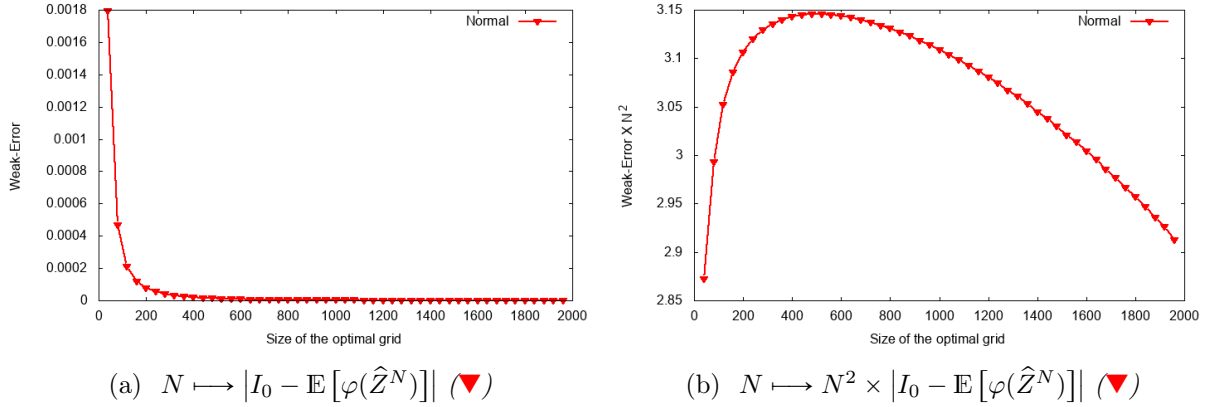 0.0018
0.0016
0.0014
0.0012
0.001
0.0008
0.0006
0.0004
0.0002
0
Weak-Error
Normal
0 200 400 600 800 1000 1200 1400 1600 1800 2000
Size of the optimal grid
(a) N ⟼ |I₀ − 𝔼[φ(Ẑᴺ)]| (▼)
3.15
3.1
3.05
3
2.95
2.9
2.85
Weak-Error X N²
Normal
0 200 400 600 800 1000 1200 1400 1600 1800 2000
Size of the optimal grid
(b) N ⟼ N² × |I₀ − 𝔼[φ(Ẑᴺ)]| (▼)